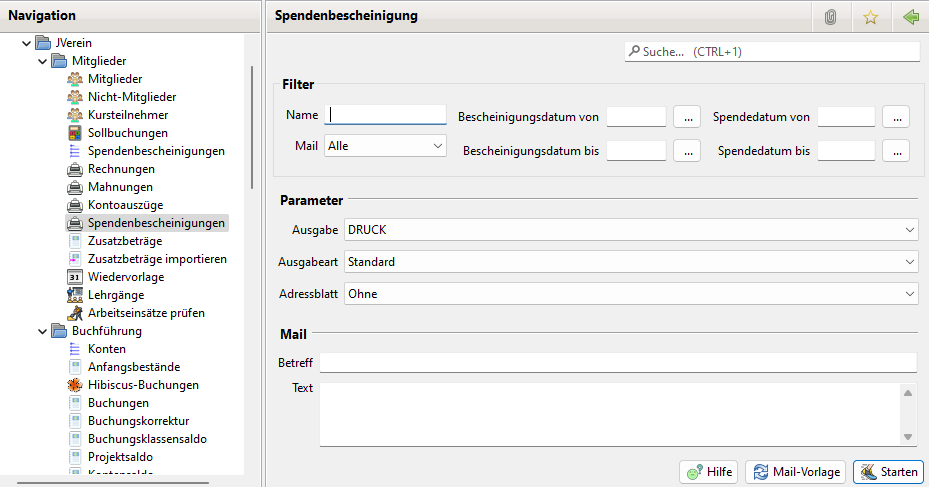 Navigation
JVerein
Mitglieder
Mitglieder
Nicht-Mitglieder
Kursteilnehmer
Sollbuchungen
Spendenbescheinigungen
Rechnungen
Mahnungen
Kontoauszüge
Spendenbescheinigungen
Zusatzbeträge
Zusatzbeträge importieren
31 Wiedervorlage
Lehrgänge
Arbeitseinsätze prüfen
Buchführung
Konten
Anfangsbestände
Hibiscus-Buchungen
Buchungen
Buchungskorrektur
Buchungsklassensaldo
Projektsaldo
Kontensaldo
Spendenbescheinigung
Suche... (CTRL+1)
Filter
Name Bescheinigungsdatum von ... Spendedatum von ...
Mail Alle Bescheinigungsdatum bis ... Spendedatum bis ...
Parameter
Ausgabe DRUCK
Ausgabeart Standard
Adressblatt Ohne
Mail
Betreff
Text
Hilfe Mail-Vorlage Starten